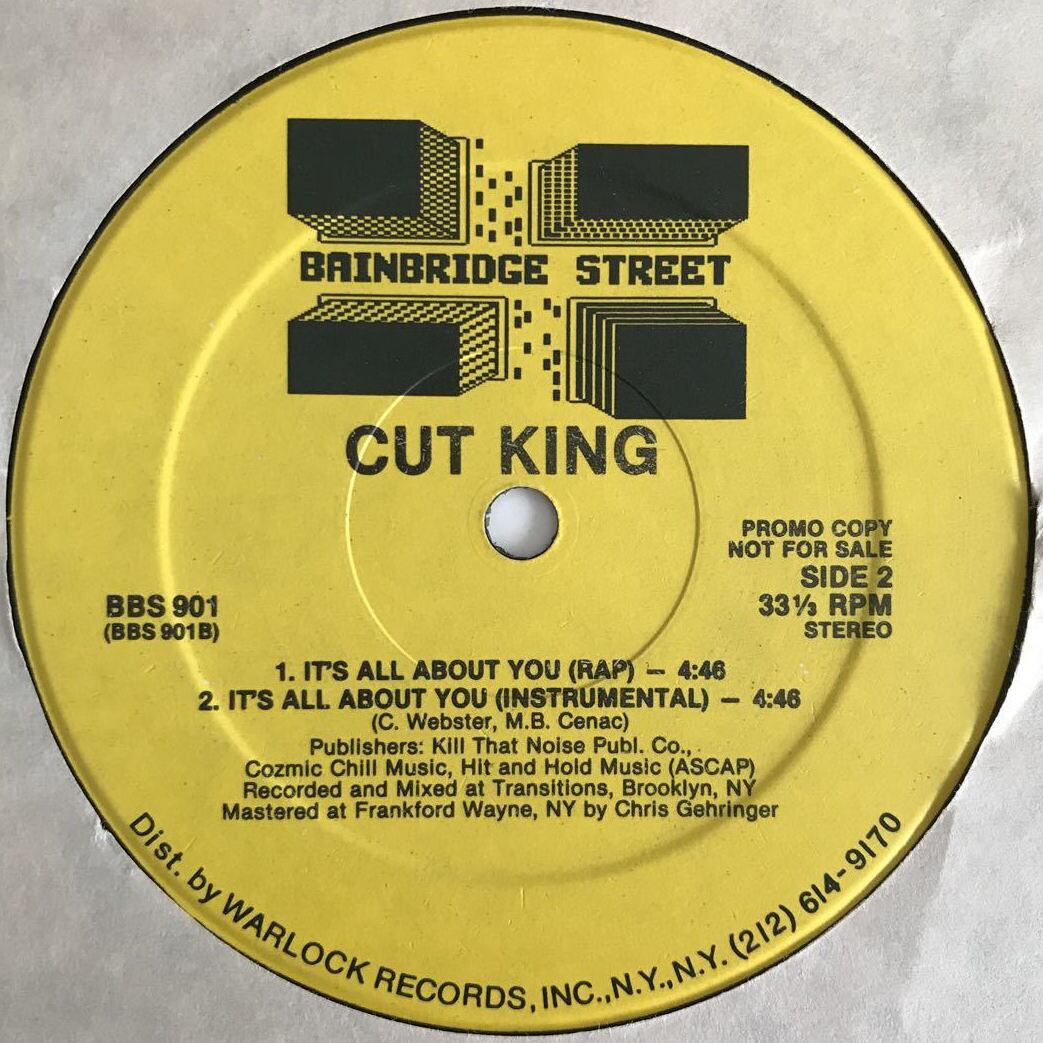 BAINBRIDGE STREET
CUT KING
PROMO COPY
NOT FOR SALE
SIDE 2
33⅓ RPM
STEREO
BBS 901
(BBS 901B)
1. IT'S ALL ABOUT YOU (RAP) — 4:46
2. IT'S ALL ABOUT YOU (INSTRUMENTAL) — 4:46
(C. Webster, M.B. Cenac)
Publishers: Kill That Noise Publ. Co.,
Cozmic Chill Music, Hit and Hold Music (ASCAP)
Recorded and Mixed at Transitions, Brooklyn, NY
Mastered at Frankford Wayne, NY by Chris Gehringer
Dist. by WARLOCK RECORDS, INC., N.Y., N.Y. (212) 614-9170